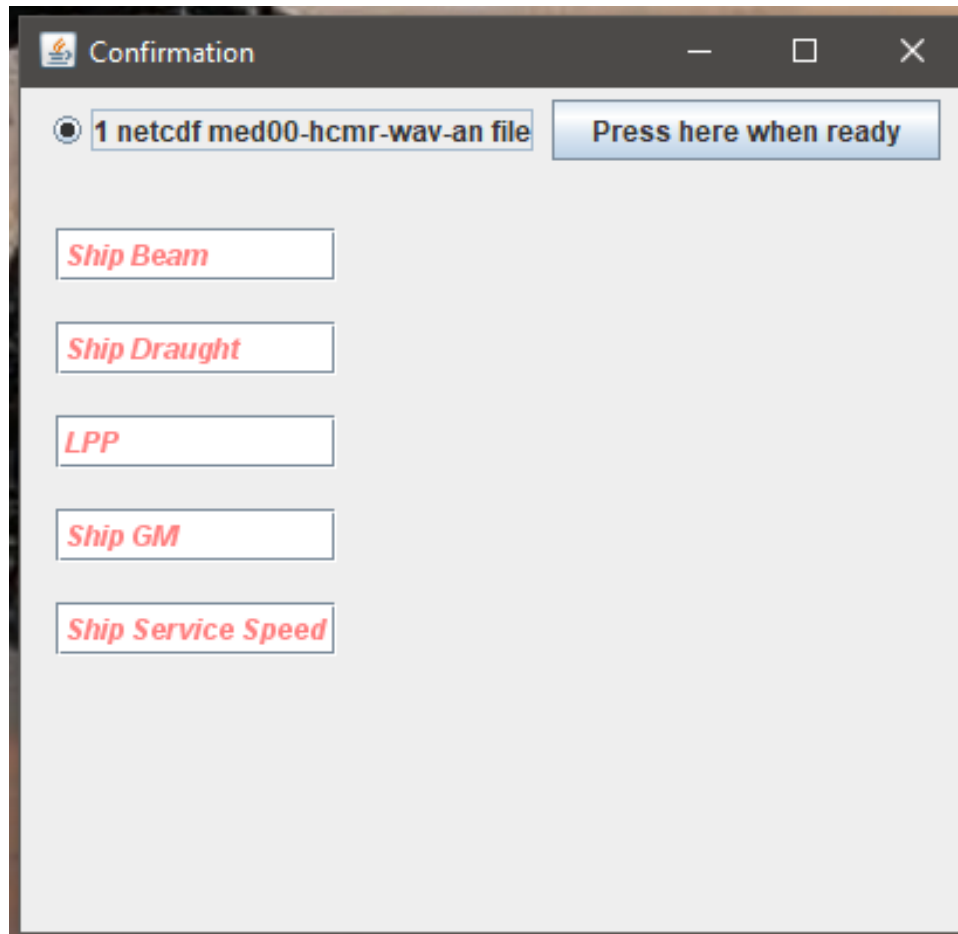 Confirmation
1 netcdf med00-hcmr-wav-an file
Press here when ready
Ship Beam
Ship Draught
LPP
Ship GM
Ship Service Speed